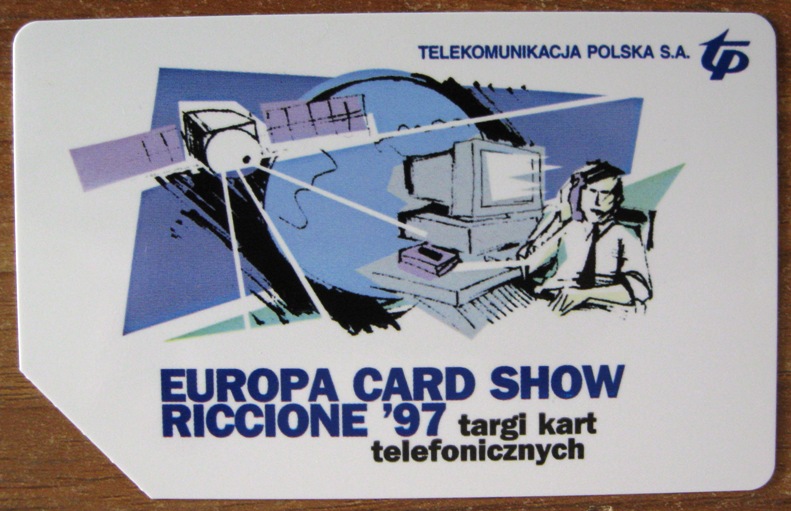 TELEKOMUNIKACJA POLSKA S.A. tp
EUROPA CARD SHOW
RICCIONE '97 targi kart
telefonicznych